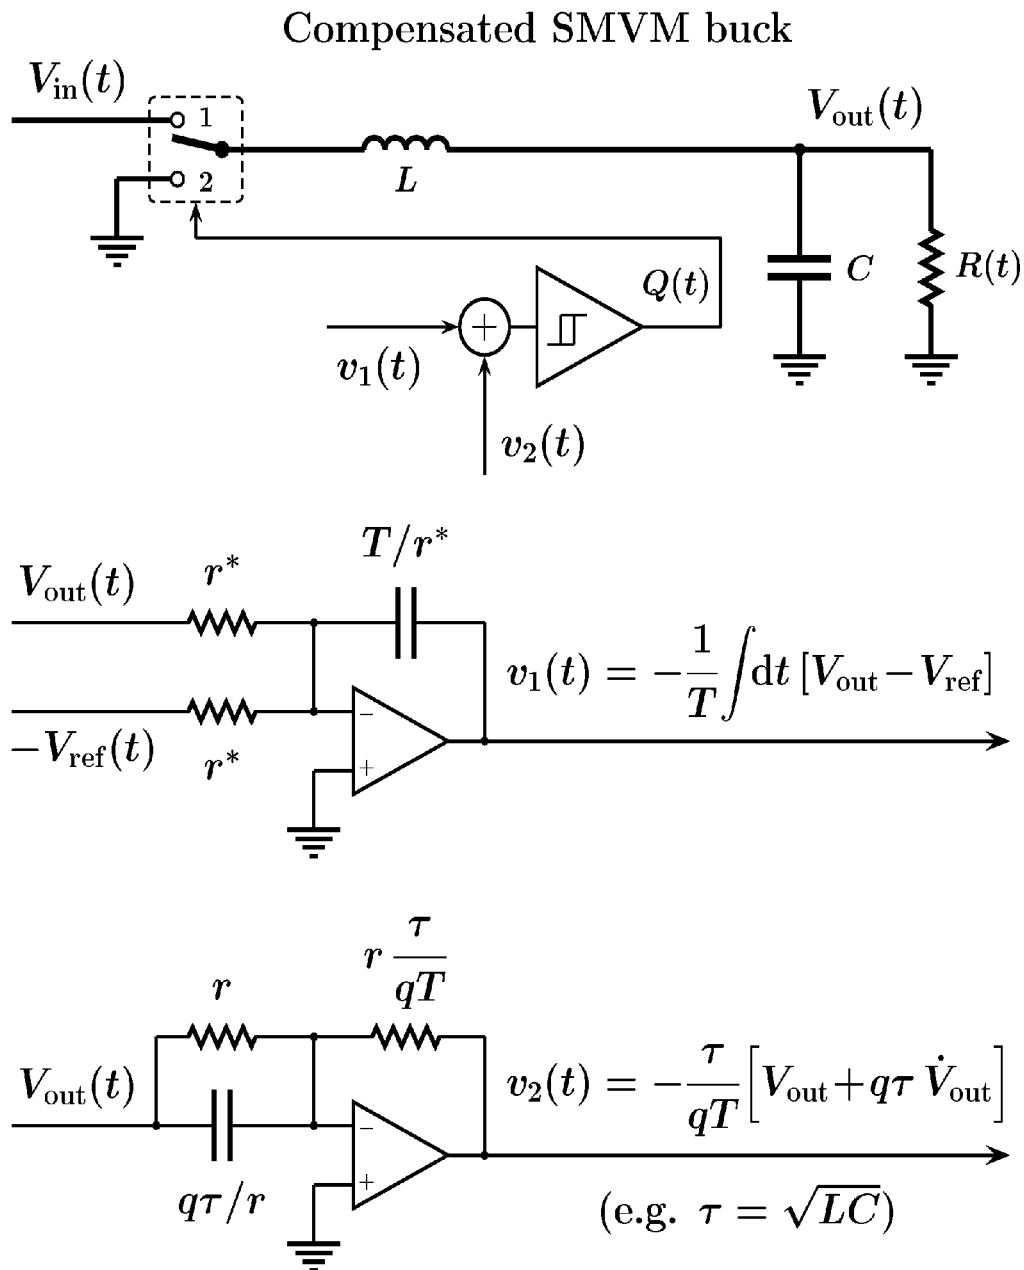 Compensated SMVM buck
V_in(t)
V_out(t)
1
2
L
C
R(t)
Q(t)
+
v_1(t)
v_2(t)
T/r*
V_out(t)
r*
v_1(t) = −1/T ∫dt [V_out − V_ref]
−
−V_ref(t)
r*
+
r τ/qT
r
V_out(t)
v_2(t) = −τ/qT [V_out + qτ V̇_out]
−
+
qτ/r
(e.g. τ = √LC)